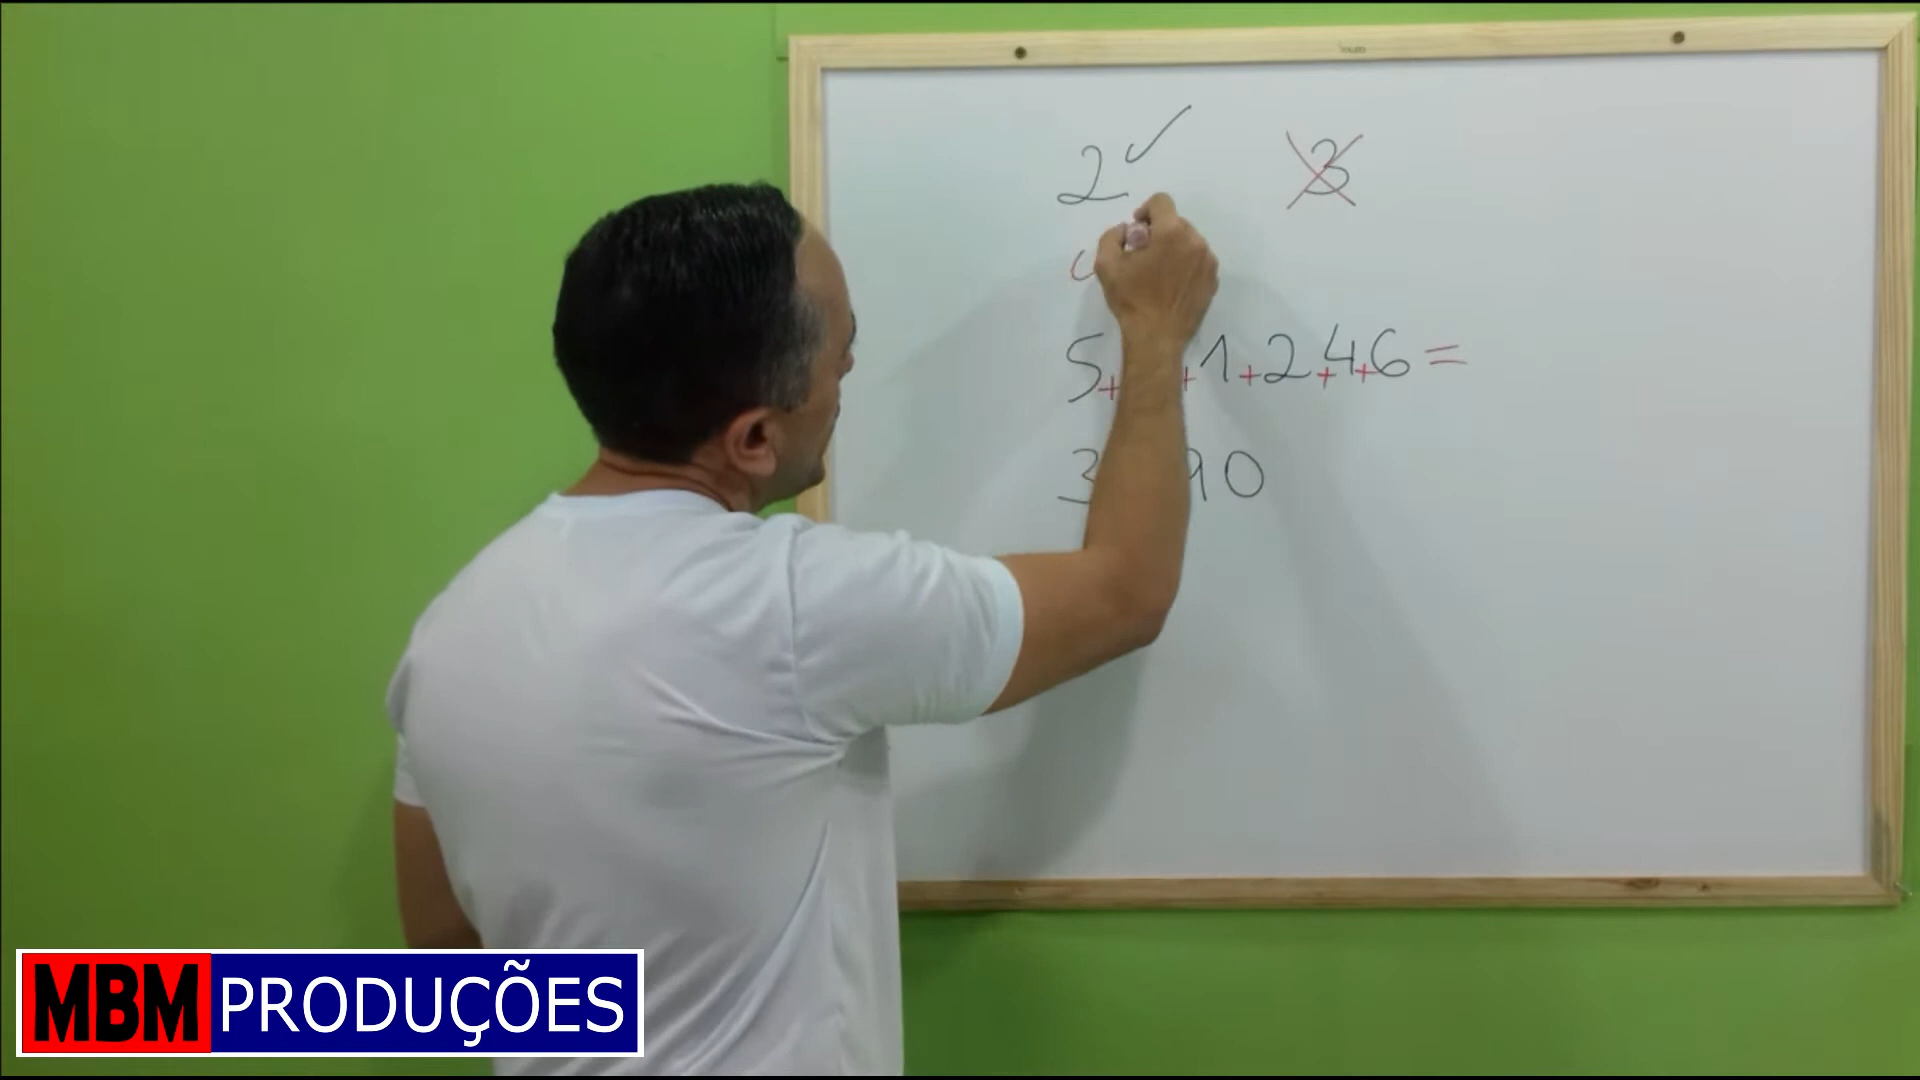 2 ✓ 3
5 + + 1 + 2 + 4 + 6 =
3 9 0
MBM PRODUÇÕES